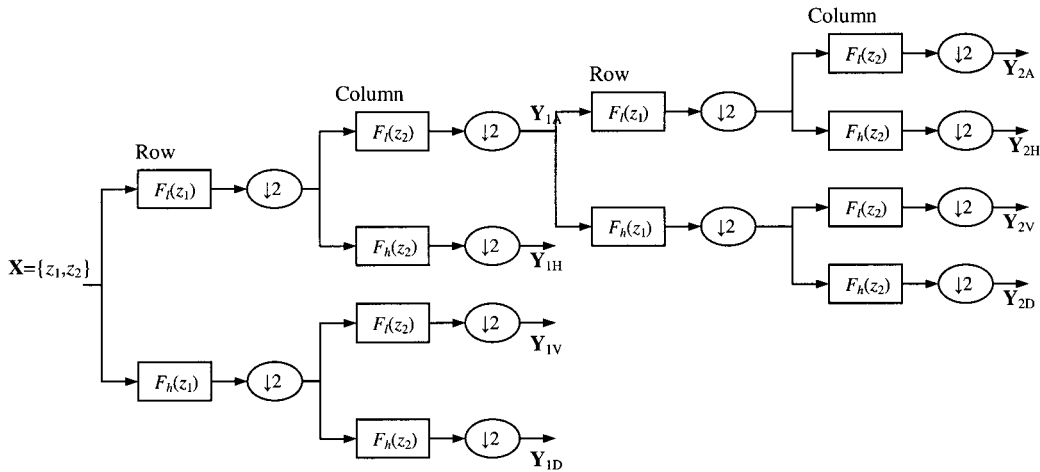 Column
F_l(z_2) ↓2 Y_2A
Row
Column
F_l(z_2) ↓2 Y_1A F_l(z_1) ↓2
F_h(z_2) ↓2 Y_2H
Row
F_l(z_1) ↓2
F_l(z_2) ↓2 Y_2V
F_h(z_1) ↓2
F_h(z_2) ↓2 Y_1H
X={z_1,z_2}
F_h(z_2) ↓2 Y_2D
F_l(z_2) ↓2 Y_1V
F_h(z_1) ↓2
F_h(z_2) ↓2 Y_1D